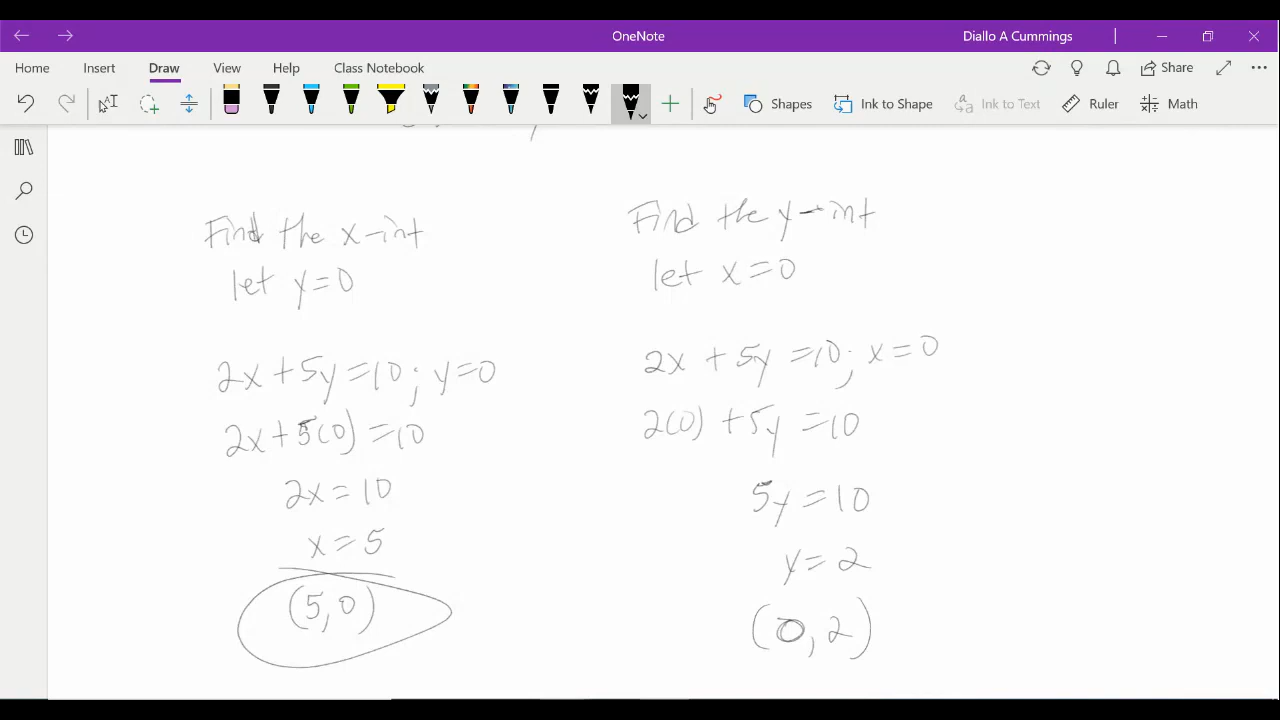 OneNote
Diallo A Cummings
Home Insert Draw View Help Class Notebook
Share
Shapes Ink to Shape Ink to Text Ruler Math
Find the x-int
let y=0
2x+5y=10; y=0
2x+5(0)=10
2x=10
x=5
(5,0)
Find the y-int
let x=0
2x+5y=10; x=0
2(0)+5y=10
5y=10
y=2
(0,2)